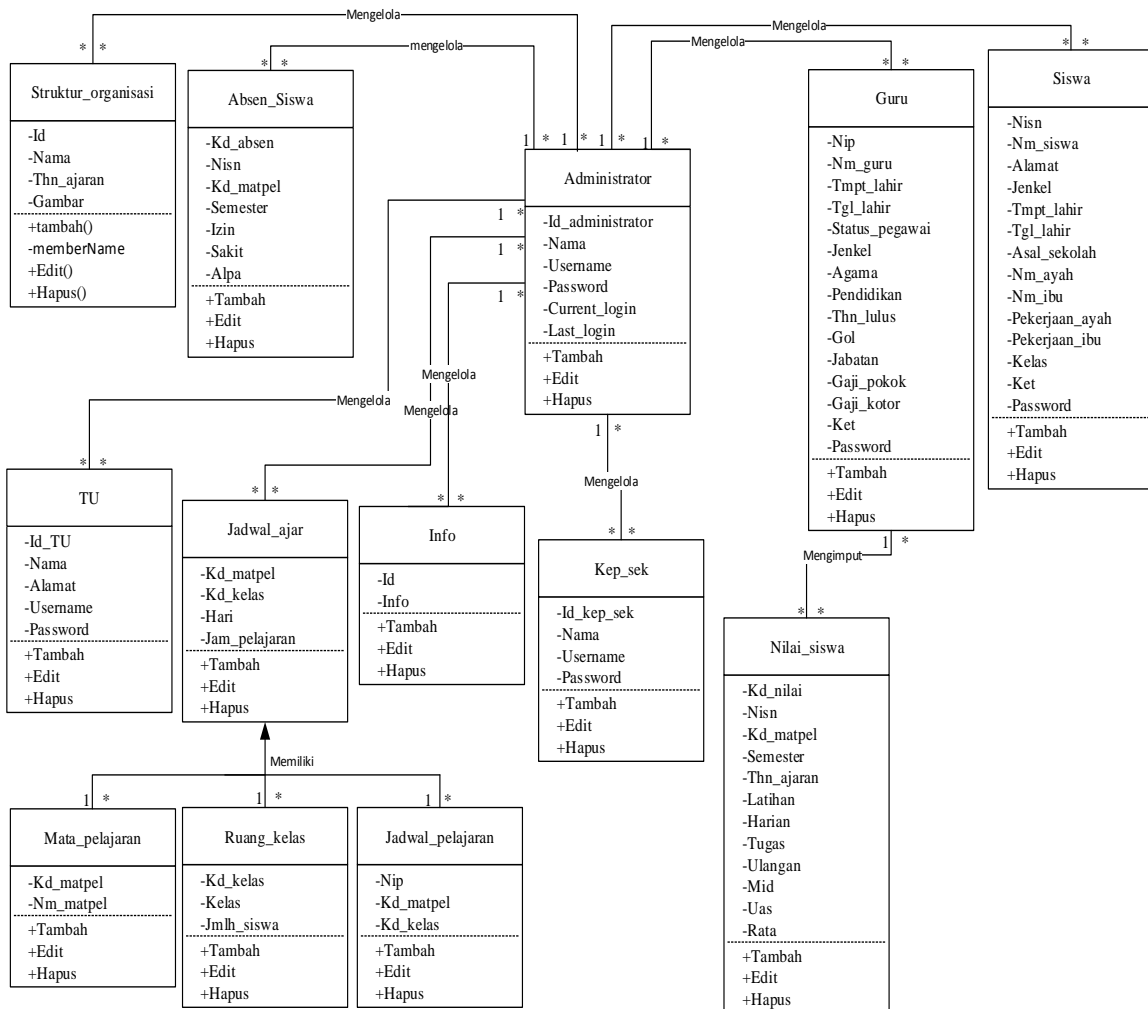 Mengelola
* *
Struktur_organisasi
-Id
-Nama
-Thn_ajaran
-Gambar
+tambah()
-memberName
+Edit()
+Hapus()
mengelola
* *
Absen_Siswa
-Kd_absen
-Nisn
-Kd_matpel
-Semester
-Izin
-Sakit
-Alpa
+Tambah
+Edit
+Hapus
1 *
1 *
1 *
1 *
Administrator
-Id_administrator
-Nama
-Username
-Password
-Current_login
-Last_login
+Tambah
+Edit
+Hapus
1 *
1 *
1 *
1 *
Mengelola
* *
Guru
-Nip
-Nm_guru
-Tmpt_lahir
-Tgl_lahir
-Status_pegawai
-Jenkel
-Agama
-Pendidikan
-Thn_lulus
-Gol
-Jabatan
-Gaji_pokok
-Gaji_kotor
-Ket
-Password
+Tambah
+Edit
+Hapus
1 *
Mengelola
* *
Siswa
-Nisn
-Nm_siswa
-Alamat
-Jenkel
-Tmpt_lahir
-Tgl_lahir
-Asal_sekolah
-Nm_ayah
-Nm_ibu
-Pekerjaan_ayah
-Pekerjaan_ibu
-Kelas
-Ket
-Password
+Tambah
+Edit
+Hapus
Mengelola
* *
TU
-Id_TU
-Nama
-Alamat
-Username
-Password
+Tambah
+Edit
+Hapus
Mengelola
* *
Jadwal_ajar
-Kd_matpel
-Kd_kelas
-Hari
-Jam_pelajaran
+Tambah
+Edit
+Hapus
Mengelola
* *
Info
-Id
-Info
+Tambah
+Edit
+Hapus
Mengelola
* *
Kep_sek
-Id_kep_sek
-Nama
-Username
-Password
+Tambah
+Edit
+Hapus
Mengimput
* *
Nilai_siswa
-Kd_nilai
-Nisn
-Kd_matpel
-Semester
-Thn_ajaran
-Latihan
-Harian
-Tugas
-Ulangan
-Mid
-Uas
-Rata
+Tambah
+Edit
+Hapus
Memiliki
1 *
Mata_pelajaran
-Kd_matpel
-Nm_matpel
+Tambah
+Edit
+Hapus
1 *
Ruang_kelas
-Kd_kelas
-Kelas
-Jmlh_siswa
+Tambah
+Edit
+Hapus
1 *
Jadwal_pelajaran
-Nip
-Kd_matpel
-Kd_kelas
+Tambah
+Edit
+Hapus